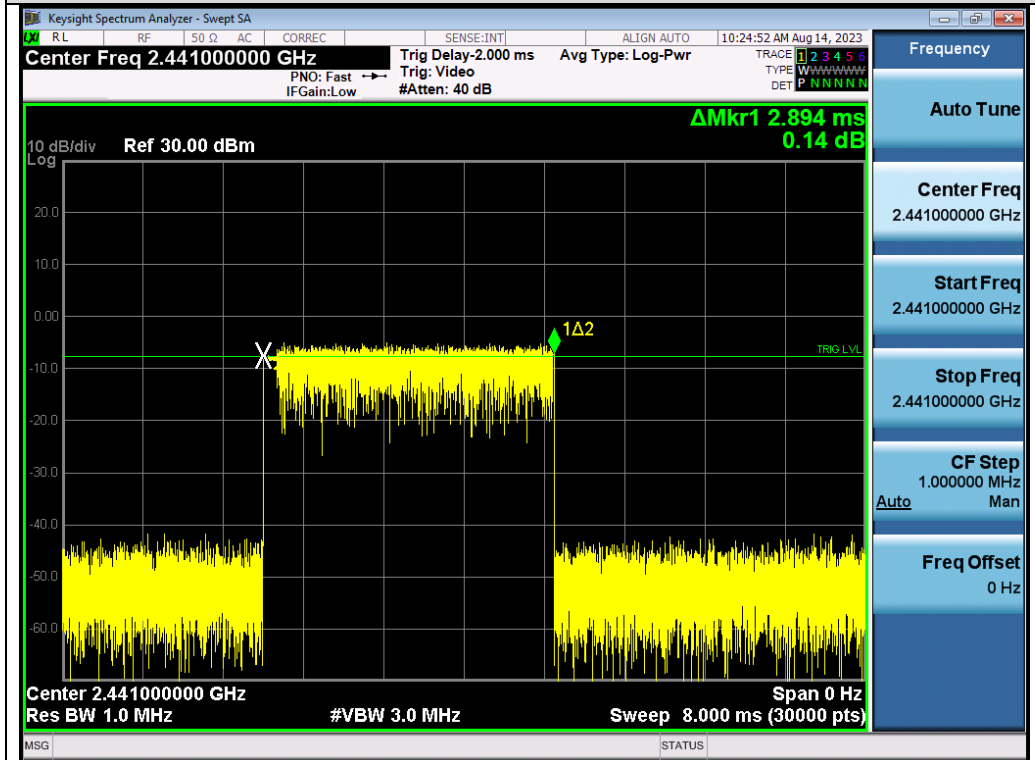 Keysight Spectrum Analyzer - Swept SA
LXI RL RF 50 Ω AC CORREC SENSE:INT ALIGN AUTO 10:24:52 AM Aug 14, 2023
Center Freq 2.441000000 GHz
PNO: Fast
IFGain:Low
Trig Delay-2.000 ms
Trig: Video
#Atten: 40 dB
Avg Type: Log-Pwr
TRACE 1 2 3 4 5 6
TYPE WWWWWW
DET P N N N N N
ΔMkr1 2.894 ms
0.14 dB
10 dB/div Ref 30.00 dBm
Log
20.0
10.0
0.00
-10.0
-20.0
-30.0
-40.0
-50.0
-60.0
1Δ2
TRIG LVL
X
Center 2.441000000 GHz Span 0 Hz
Res BW 1.0 MHz #VBW 3.0 MHz Sweep 8.000 ms (30000 pts)
MSG STATUS
Frequency
Auto Tune
Center Freq
2.441000000 GHz
Start Freq
2.441000000 GHz
Stop Freq
2.441000000 GHz
CF Step
1.000000 MHz
Auto Man
Freq Offset
0 Hz